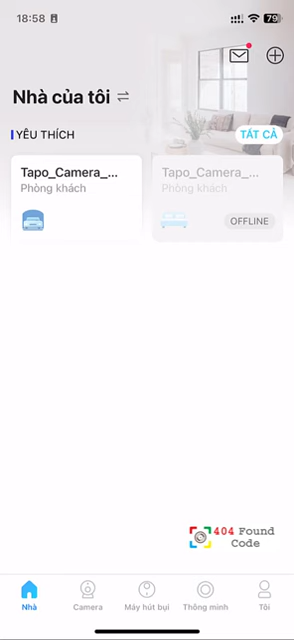 18:58
79
Nhà của tôi
YÊU THÍCH
TẤT CẢ
Tapo_Camera_...
Phòng khách
Tapo_Camera_...
Phòng khách
OFFLINE
404 Found
Code
Nhà
Camera
Máy hút bụi
Thông minh
Tôi